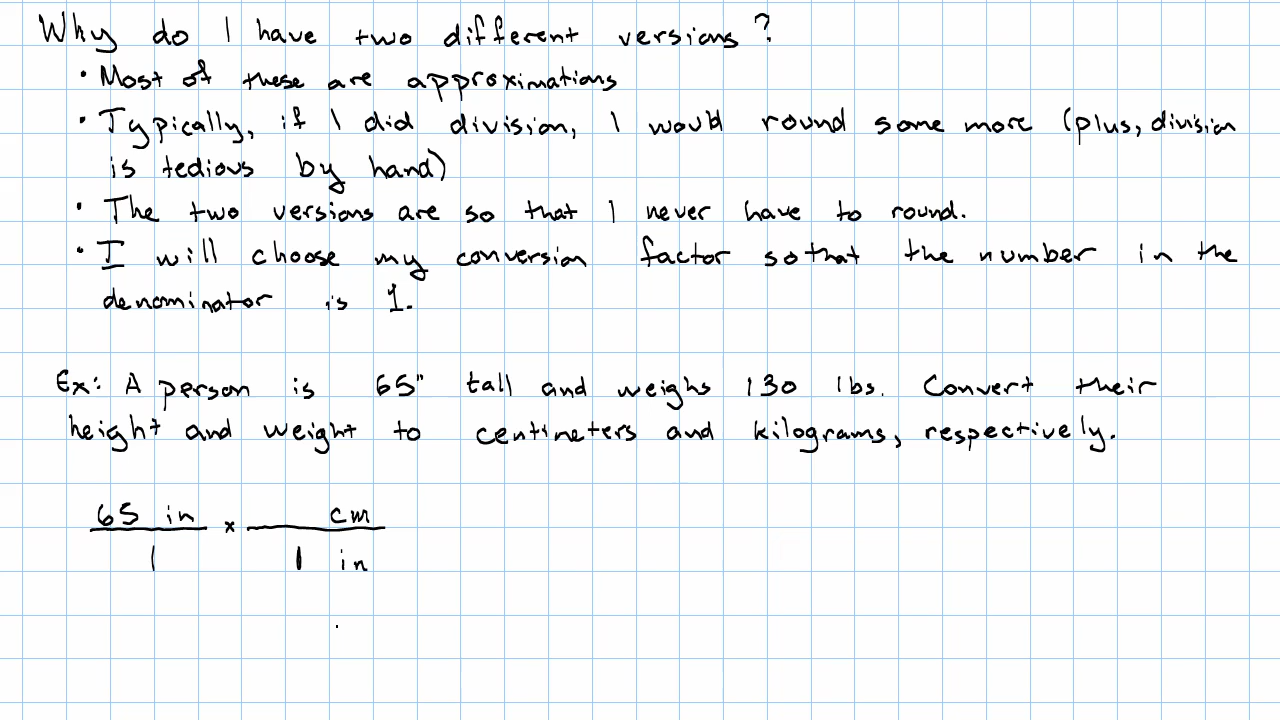 Why do I have two different versions?
• Most of these are approximations
• Typically, if I did division, I would round some more (plus, division
is tedious by hand)
• The two versions are so that I never have to round.
• I will choose my conversion factor so that the number in the
denominator is 1.
Ex: A person is 65" tall and weighs 130 lbs. Convert their
height and weight to centimeters and kilograms, respectively.
65 in × cm
1 1 in